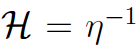 ℋ = η⁻¹